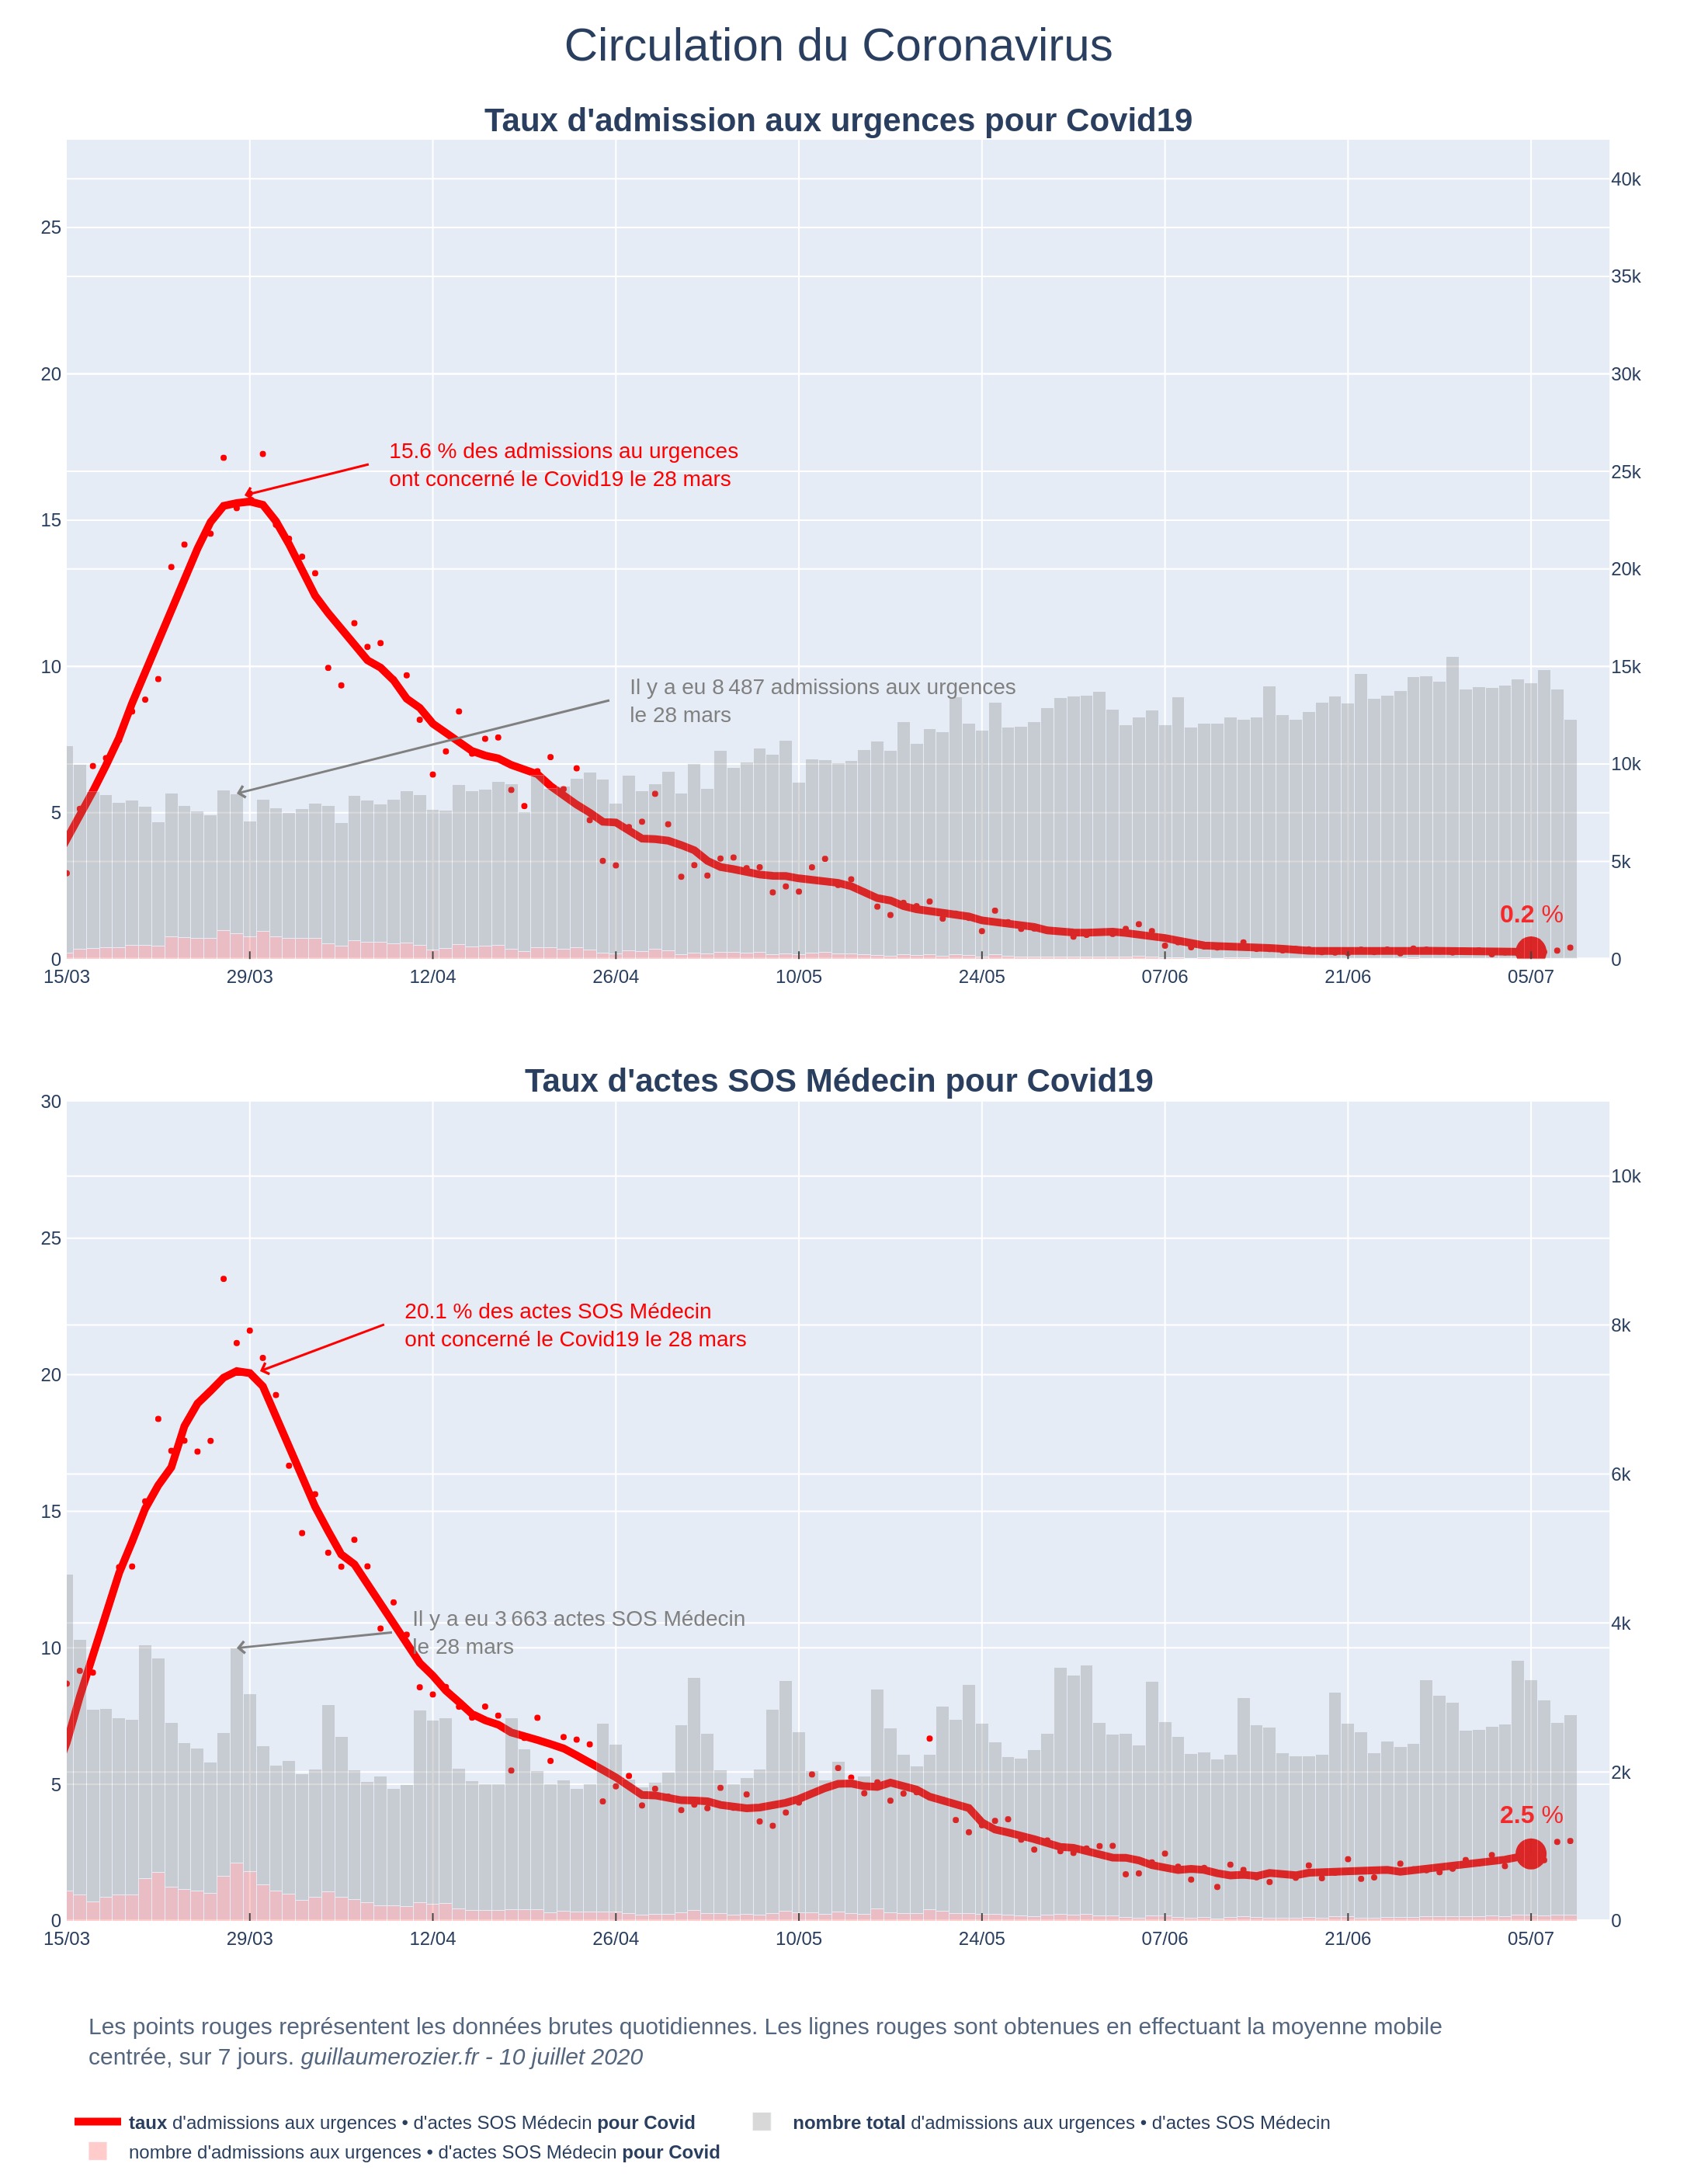 Circulation du Coronavirus
Taux d'admission aux urgences pour Covid19
40k
25
35k
20
30k
15.6 % des admissions au urgences
ont concerné le Covid19 le 28 mars
25k
15
20k
10
15k
Il y a eu 8 487 admissions aux urgences
le 28 mars
10k
5
5k
0.2 %
0
0
15/03 29/03 12/04 26/04 10/05 24/05 07/06 21/06 05/07
Taux d'actes SOS Médecin pour Covid19
30
10k
25
20.1 % des actes SOS Médecin
ont concerné le Covid19 le 28 mars
8k
20
6k
15
Il y a eu 3 663 actes SOS Médecin
le 28 mars
4k
10
2k
5
2.5 %
0
0
15/03 29/03 12/04 26/04 10/05 24/05 07/06 21/06 05/07
Les points rouges représentent les données brutes quotidiennes. Les lignes rouges sont obtenues en effectuant la moyenne mobile
centrée, sur 7 jours. guillaumerozier.fr - 10 juillet 2020
taux d'admissions aux urgences • d'actes SOS Médecin pour Covid
nombre total d'admissions aux urgences • d'actes SOS Médecin
nombre d'admissions aux urgences • d'actes SOS Médecin pour Covid